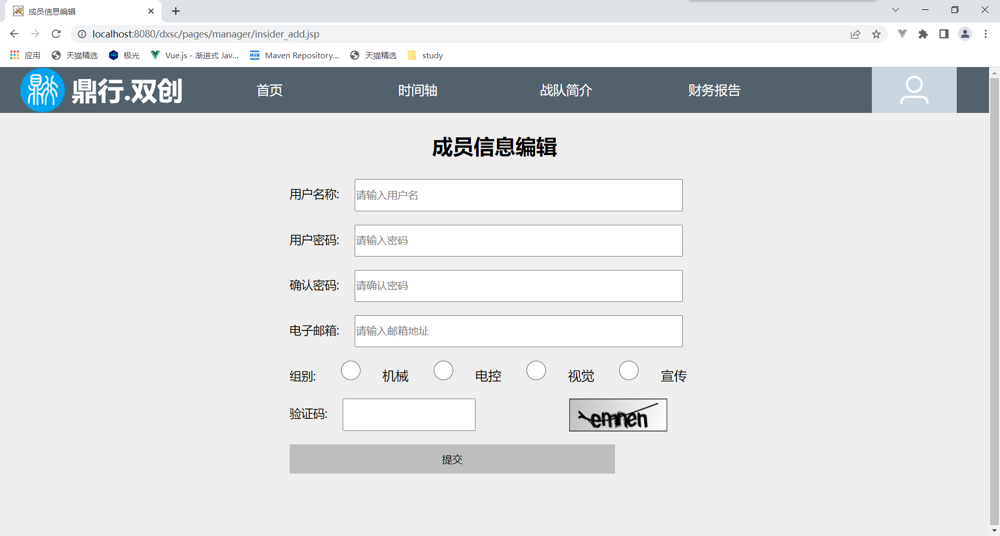 成员信息编辑
localhost:8080/dxsc/pages/manager/insider_add.jsp
应用 天猫精选 极光 Vue.js - 渐进式 Jav... MVN Maven Repository... 天猫精选 study
鼎行 鼎行.双创 首页 时间轴 战队简介 财务报告
成员信息编辑
用户名称: 请输入用户名
用户密码: 请输入密码
确认密码: 请确认密码
电子邮箱: 请输入邮箱地址
组别: 机械 电控 视觉 宣传
验证码:
提交